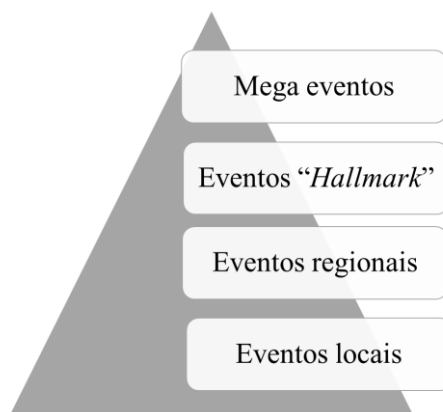 Mega eventos
Eventos “Hallmark”
Eventos regionais
Eventos locais